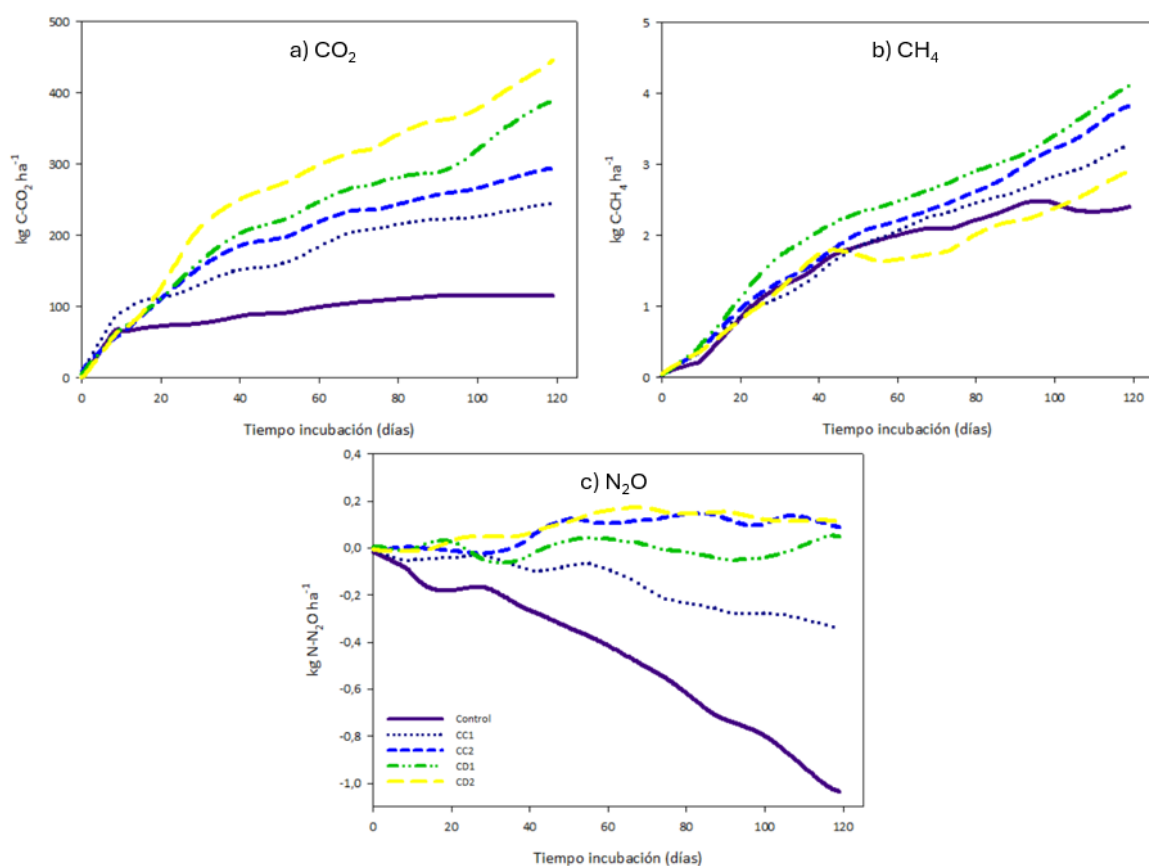 a) CO₂
500
400
300
200
100
0
kg C-CO₂ ha⁻¹
0 20 40 60 80 100 120
Tiempo incubación (días)
b) CH₄
5
4
3
2
1
0
kg C-CH₄ ha⁻¹
0 20 40 60 80 100 120
Tiempo incubación (días)
c) N₂O
0,4
0,2
0,0
-0,2
-0,4
-0,6
-0,8
-1,0
kg N-N₂O ha⁻¹
Control
CC1
CC2
CD1
CD2
0 20 40 60 80 100 120
Tiempo incubación (días)